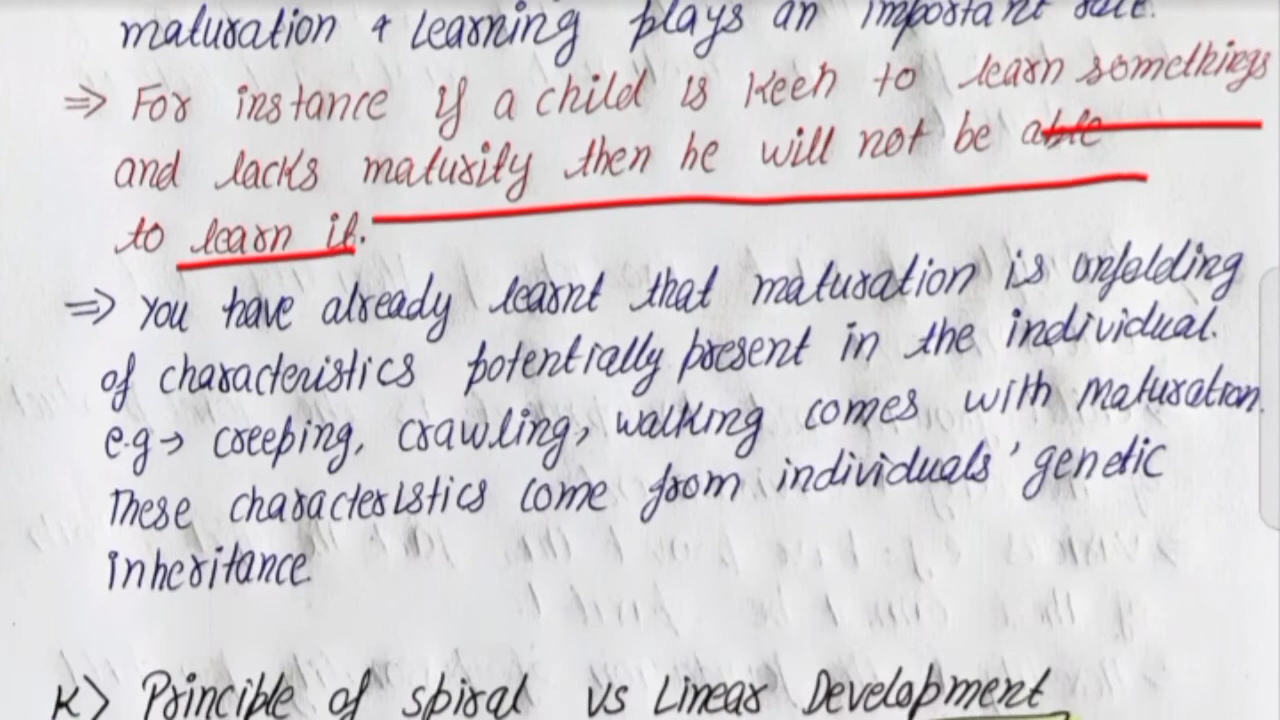 maturation & Learning plays an important role.
⇒ For instance if a child is keen to learn somethings
and lacks maturity then he will not be able
to learn it.
⇒ You have already learnt that maturation is unfolding
of characteristics potentially present in the individual.
e.g → creeping, crawling, walking comes with maturation.
These characteristics come from individuals' genetic
inheritance.
K> Principle of spiral vs Linear Development